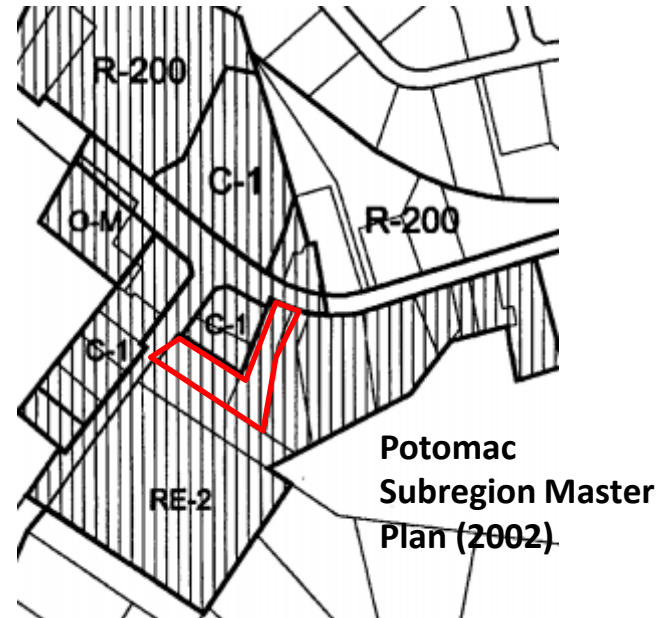 R-200
C-1
O-M
R-200
C-1
C-1
RE-2
Potomac
Subregion Master
Plan (2002)